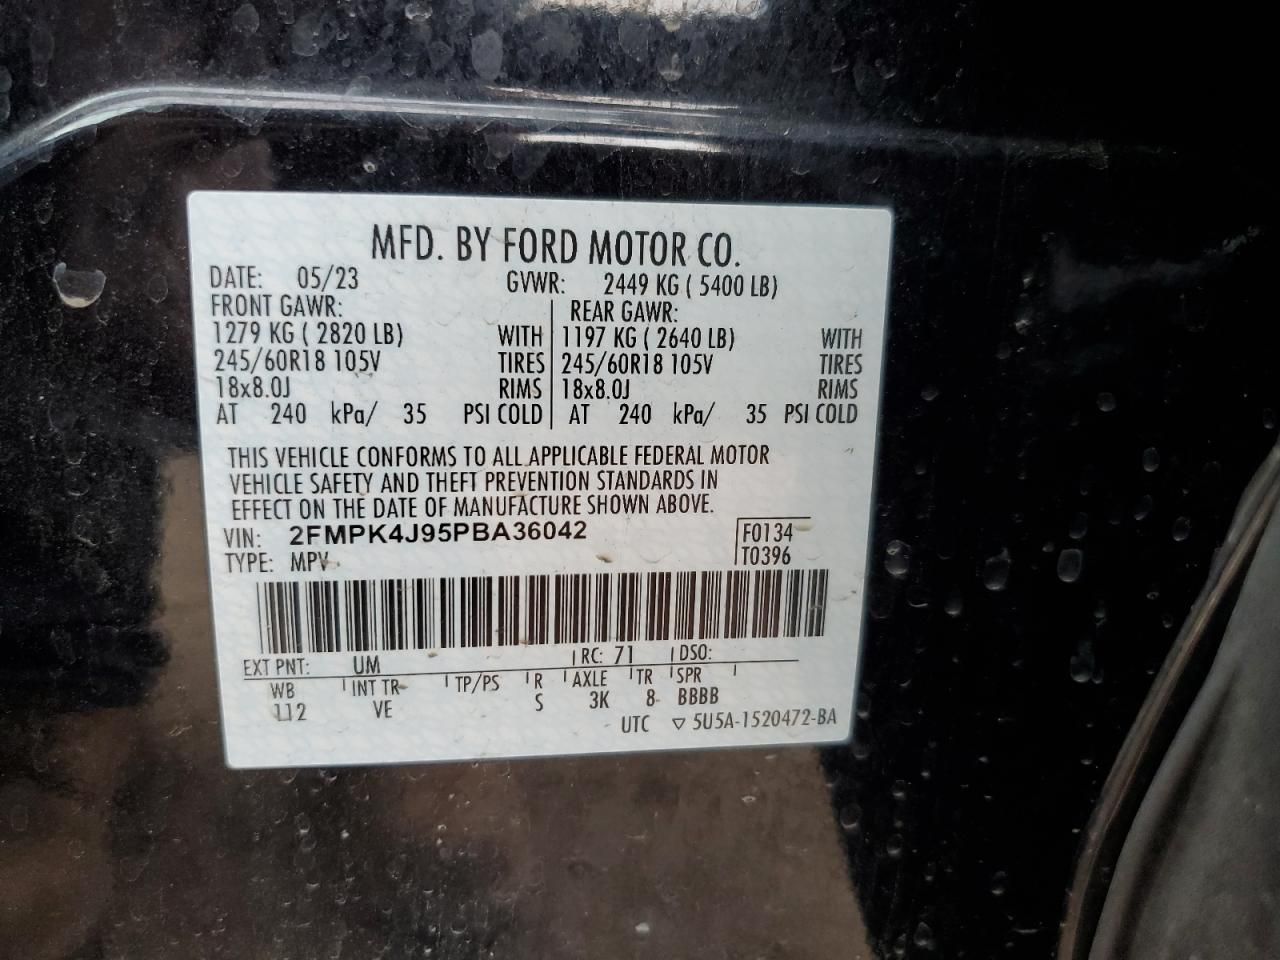 MFD. BY FORD MOTOR CO.
DATE: 05/23 GVWR: 2449 KG ( 5400 LB)
FRONT GAWR: REAR GAWR:
1279 KG ( 2820 LB) WITH 1197 KG ( 2640 LB) WITH
245/60R18 105V TIRES 245/60R18 105V TIRES
18x8.0J RIMS 18x8.0J RIMS
AT 240 kPa/ 35 PSI COLD AT 240 kPa/ 35 PSI COLD
THIS VEHICLE CONFORMS TO ALL APPLICABLE FEDERAL MOTOR
VEHICLE SAFETY AND THEFT PREVENTION STANDARDS IN
EFFECT ON THE DATE OF MANUFACTURE SHOWN ABOVE.
VIN: 2FMPK4J95PBA36042 F0134
TYPE: MPV T0396
EXT PNT: UM RC: 71 DSO:
WB INT TR TP/PS R AXLE TR SPR
112 VE S 3K 8 BBBB
UTC ▽ 5U5A-1520472-BA